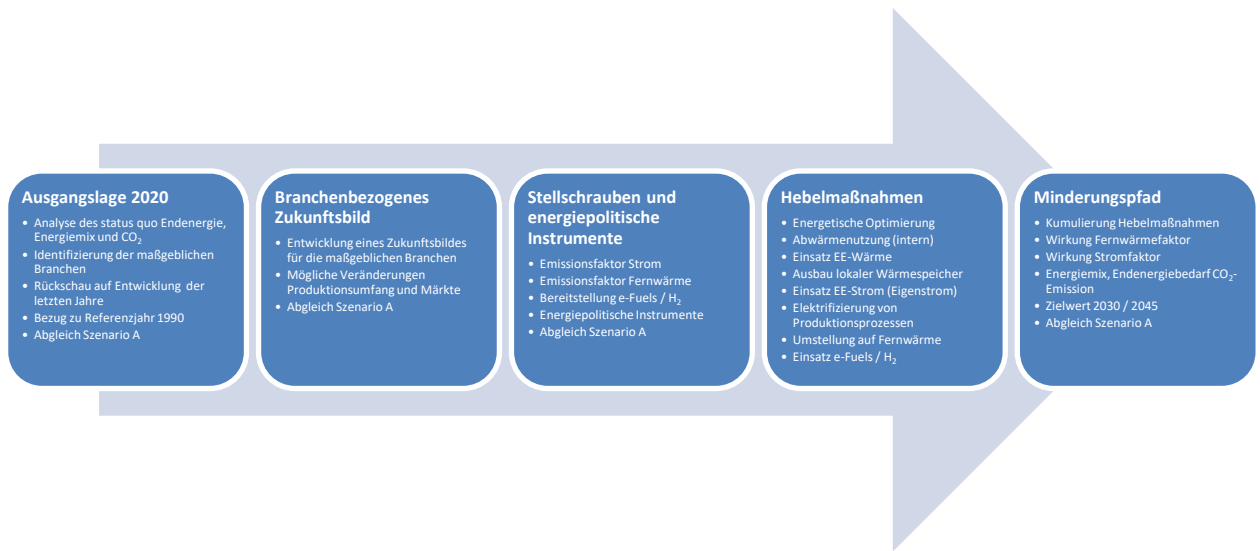 Ausgangslage 2020
• Analyse des status quo Endenergie,
Energiemix und CO₂
• Identifizierung der maßgeblichen
Branchen
• Rückschau auf Entwicklung der
letzten Jahre
• Bezug zu Referenzjahr 1990
• Abgleich Szenario A
Branchenbezogenes
Zukunftsbild
• Entwicklung eines Zukunftsbildes
für die maßgeblichen Branchen
• Mögliche Veränderungen
Produktionsumfang und Märkte
• Abgleich Szenario A
Stellschrauben und
energiepolitische
Instrumente
• Emissionsfaktor Strom
• Emissionsfaktor Fernwärme
• Bereitstellung e-Fuels / H₂
• Energiepolitische Instrumente
• Abgleich Szenario A
Hebelmaßnahmen
• Energetische Optimierung
• Abwärmenutzung (intern)
• Einsatz EE-Wärme
• Ausbau lokaler Wärmespeicher
• Einsatz EE-Strom (Eigenstrom)
• Elektrifizierung von
Produktionsprozessen
• Umstellung auf Fernwärme
• Einsatz e-Fuels / H₂
Minderungspfad
• Kumulierung Hebelmaßnahmen
• Wirkung Fernwärmefaktor
• Wirkung Stromfaktor
• Energiemix, Endenergiebedarf CO₂-
Emission
• Zielwert 2030 / 2045
• Abgleich Szenario A